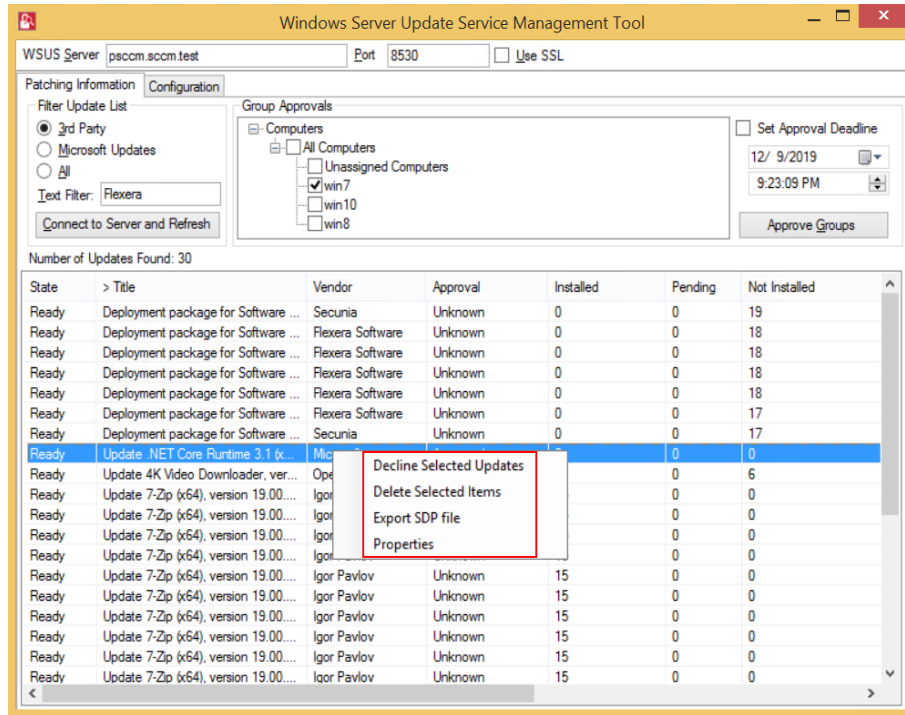 Windows Server Update Service Management Tool
WSUS Server psccm.sccm.test Port 8530 Use SSL
Patching Information Configuration
Filter Update List
3rd Party
Microsoft Updates
All
Text Filter: Flexera
Connect to Server and Refresh
Group Approvals
Computers
All Computers
Unassigned Computers
win7
win10
win8
Set Approval Deadline
12/ 9/2019
9:23:09 PM
Approve Groups
Number of Updates Found: 30
State > Title Vendor Approval Installed Pending Not Installed
Ready Deployment package for Software ... Secunia Unknown 0 0 19
Ready Deployment package for Software ... Flexera Software Unknown 0 0 18
Ready Deployment package for Software ... Flexera Software Unknown 0 0 18
Ready Deployment package for Software ... Flexera Software Unknown 0 0 18
Ready Deployment package for Software ... Flexera Software Unknown 0 0 18
Ready Deployment package for Software ... Flexera Software Unknown 0 0 17
Ready Deployment package for Software ... Secunia Unknown 0 0 17
Ready Update .NET Core Runtime 3.1 (x... 0 0
Ready Update 4K Video Downloader, ver... Ope 0 6
Ready Update 7-Zip (x64), version 19.00.... Igor 0 0
Ready Update 7-Zip (x64), version 19.00.... Igor 0 0
Ready Update 7-Zip (x64), version 19.00.... Igor 0 0
Ready Update 7-Zip (x64), version 19.00.... 0 0
Decline Selected Updates
Delete Selected Items
Export SDP file
Properties
Ready Update 7-Zip (x64), version 19.00.... Igor Pavlov Unknown 15 0 0
Ready Update 7-Zip (x64), version 19.00.... Igor Pavlov Unknown 15 0 0
Ready Update 7-Zip (x64), version 19.00.... Igor Pavlov Unknown 15 0 0
Ready Update 7-Zip (x64), version 19.00.... Igor Pavlov Unknown 15 0 0
Ready Update 7-Zip (x64), version 19.00.... Igor Pavlov Unknown 15 0 0
Ready Update 7-Zip (x64), version 19.00.... Igor Pavlov Unknown 15 0 0